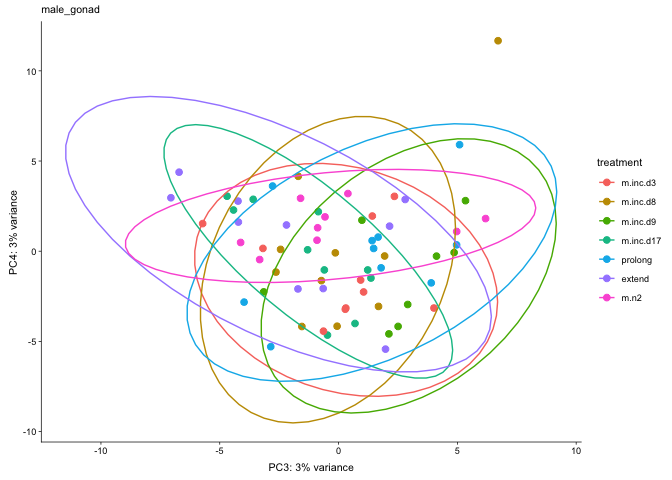 male_gonad
10
5
0
-5
-10
PC4: 3% variance
-10
-5
0
5
10
PC3: 3% variance
treatment
m.inc.d3
m.inc.d8
m.inc.d9
m.inc.d17
prolong
extend
m.n2